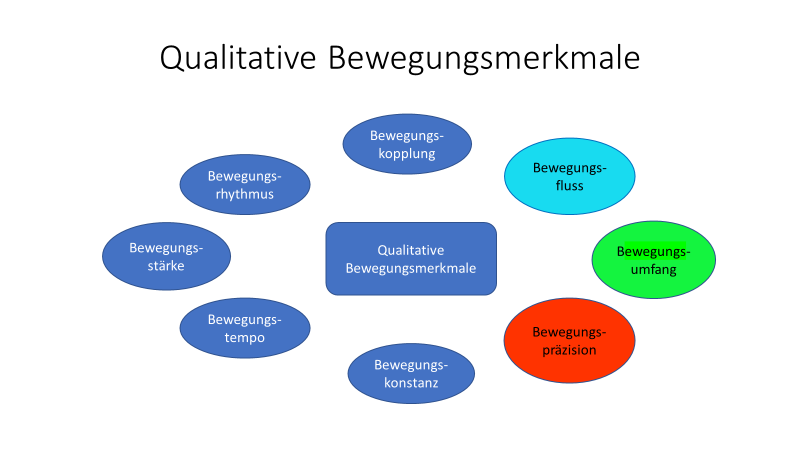 Qualitative Bewegungsmerkmale
Bewegungs-
kopplung
Bewegungs-
fluss
Bewegungs-
rhythmus
Bewegungs-
umfang
Bewegungs-
stärke
Qualitative
Bewegungsmerkmale
Bewegungs-
tempo
Bewegungs-
präzision
Bewegungs-
konstanz